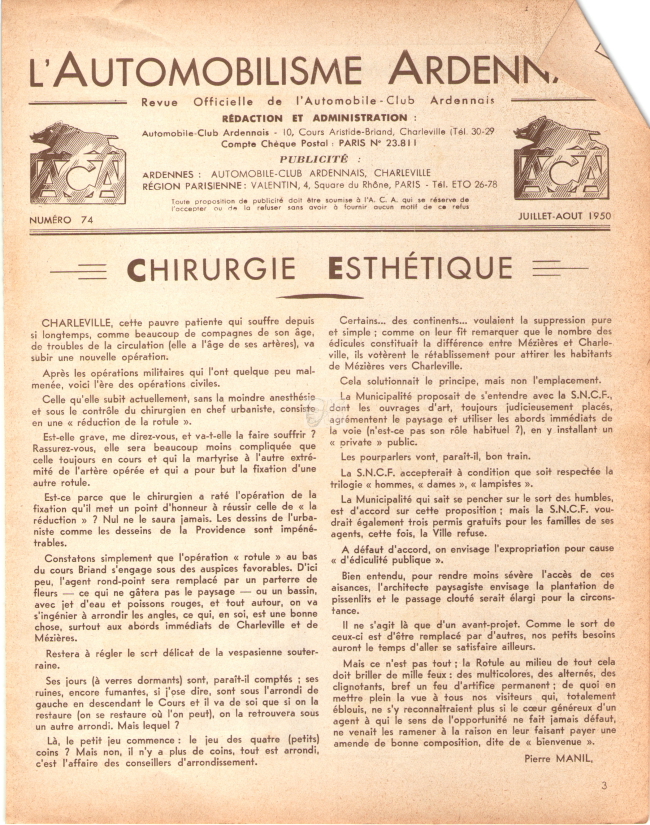 L'AUTOMOBILISME ARDENN
Revue Officielle de l'Automobile-Club Ardennais
RÉDACTION ET ADMINISTRATION :
Automobile-Club Ardennais - 10, Cours Aristide-Briand, Charleville (Tél. 30-29
Compte Chèque Postal : PARIS N° 23.811
PUBLICITÉ :
ARDENNES : AUTOMOBILE-CLUB ARDENNAIS, CHARLEVILLE
RÉGION PARISIENNE : VALENTIN, 4, Square du Rhône, PARIS - Tél. ETO 26-78
Toute proposition de publicité doit être soumise à l'A. C. A. qui se réserve de
l'accepter ou de la refuser sans avoir à fournir aucun motif de ce refus
ACA
ACA
NUMÉRO 74
JUILLET-AOUT 1950
CHIRURGIE ESTHÉTIQUE
CHARLEVILLE, cette pauvre patiente qui souffre depuis
si longtemps, comme beaucoup de compagnes de son âge,
de troubles de la circulation (elle a l'âge de ses artères), va
subir une nouvelle opération.
Après les opérations militaires qui l'ont quelque peu mal-
menée, voici l'ère des opérations civiles.
Celle qu'elle subit actuellement, sans la moindre anesthésie
et sous le contrôle du chirurgien en chef urbaniste, consiste
en une « réduction de la rotule ».
Est-elle grave, me direz-vous, et va-t-elle la faire souffrir ?
Rassurez-vous, elle sera beaucoup moins compliquée que
celle toujours en cours et qui la martyrise à l'autre extré-
mité de l'artère opérée et qui a pour but la fixation d'une
autre rotule.
Est-ce parce que le chirurgien a raté l'opération de la
fixation qu'il met un point d'honneur à réussir celle de « la
réduction » ? Nul ne le saura jamais. Les dessins de l'urba-
niste comme les desseins de la Providence sont impéné-
trables.
Constatons simplement que l'opération « rotule » au bas
du cours Briand s'engage sous des auspices favorables. D'ici
peu, l'agent rond-point sera remplacé par un parterre de
fleurs — ce qui ne gâtera pas le paysage — ou un bassin,
avec jet d'eau et poissons rouges, et tout autour, on va
s'ingénier à arrondir les angles, ce qui, en soi, est une bonne
chose, surtout aux abords immédiats de Charleville et de
Mézières.
Restera à régler le sort délicat de la vespasienne souter-
raine.
Ses jours (à verres dormants) sont, paraît-il comptés ; ses
ruines, encore fumantes, si j'ose dire, sont sous l'arrondi de
gauche en descendant le Cours et il va de soi que si on la
restaure (on se restaure où l'on peut), on la retrouvera sous
un autre arrondi. Mais lequel ?
Là, le petit jeu commence : le jeu des quatre (petits)
coins ? Mais non, il n'y a plus de coins, tout est arrondi,
c'est l'affaire des conseillers d'arrondissement.
Certains... des continents... voulaient la suppression pure
et simple ; comme on leur fit remarquer que le nombre des
édicules constituait la différence entre Mézières et Charle-
ville, ils votèrent le rétablissement pour attirer les habitants
de Mézières vers Charleville.
Cela solutionnait le principe, mais non l'emplacement.
La Municipalité proposait de s'entendre avec la S.N.C.F.,
dont les ouvrages d'art, toujours judicieusement placés,
agrémentent le paysage et utiliser les abords immédiats de
la voie (n'est-ce pas son rôle habituel ?), en y installant un
« private » public.
Les pourparlers vont, paraît-il, bon train.
La S.N.C.F. accepterait à condition que soit respectée la
trilogie « hommes, « dames », « lampistes ».
La Municipalité qui sait se pencher sur le sort des humbles,
est d'accord sur cette proposition ; mais la S.N.C.F. vou-
drait également trois permis gratuits pour les familles de ses
agents, cette fois, la Ville refuse.
A défaut d'accord, on envisage l'expropriation pour cause
« d'édiculité publique ».
Bien entendu, pour rendre moins sévère l'accès de ces
aisances, l'architecte paysagiste envisage la plantation de
pissenlits et le passage clouté serait élargi pour la circons-
tance.
Il ne s'agit là que d'un avant-projet. Comme le sort de
ceux-ci est d'être remplacé par d'autres, nos petits besoins
auront le temps d'aller se satisfaire ailleurs.
Mais ce n'est pas tout ; la Rotule au milieu de tout cela
doit briller de mille feux : des multicolores, des alternés, des
clignotants, bref un feu d'artifice permanent ; de quoi en
mettre plein la vue à tous nos visiteurs qui, totalement
éblouis, ne s'y reconnaîtraient plus si le cœur généreux d'un
agent à qui le sens de l'opportunité ne fait jamais défaut,
ne venait les ramener à la raison en leur faisant payer une
amende de bonne composition, dite de « bienvenue ».
Pierre MANIL.
3